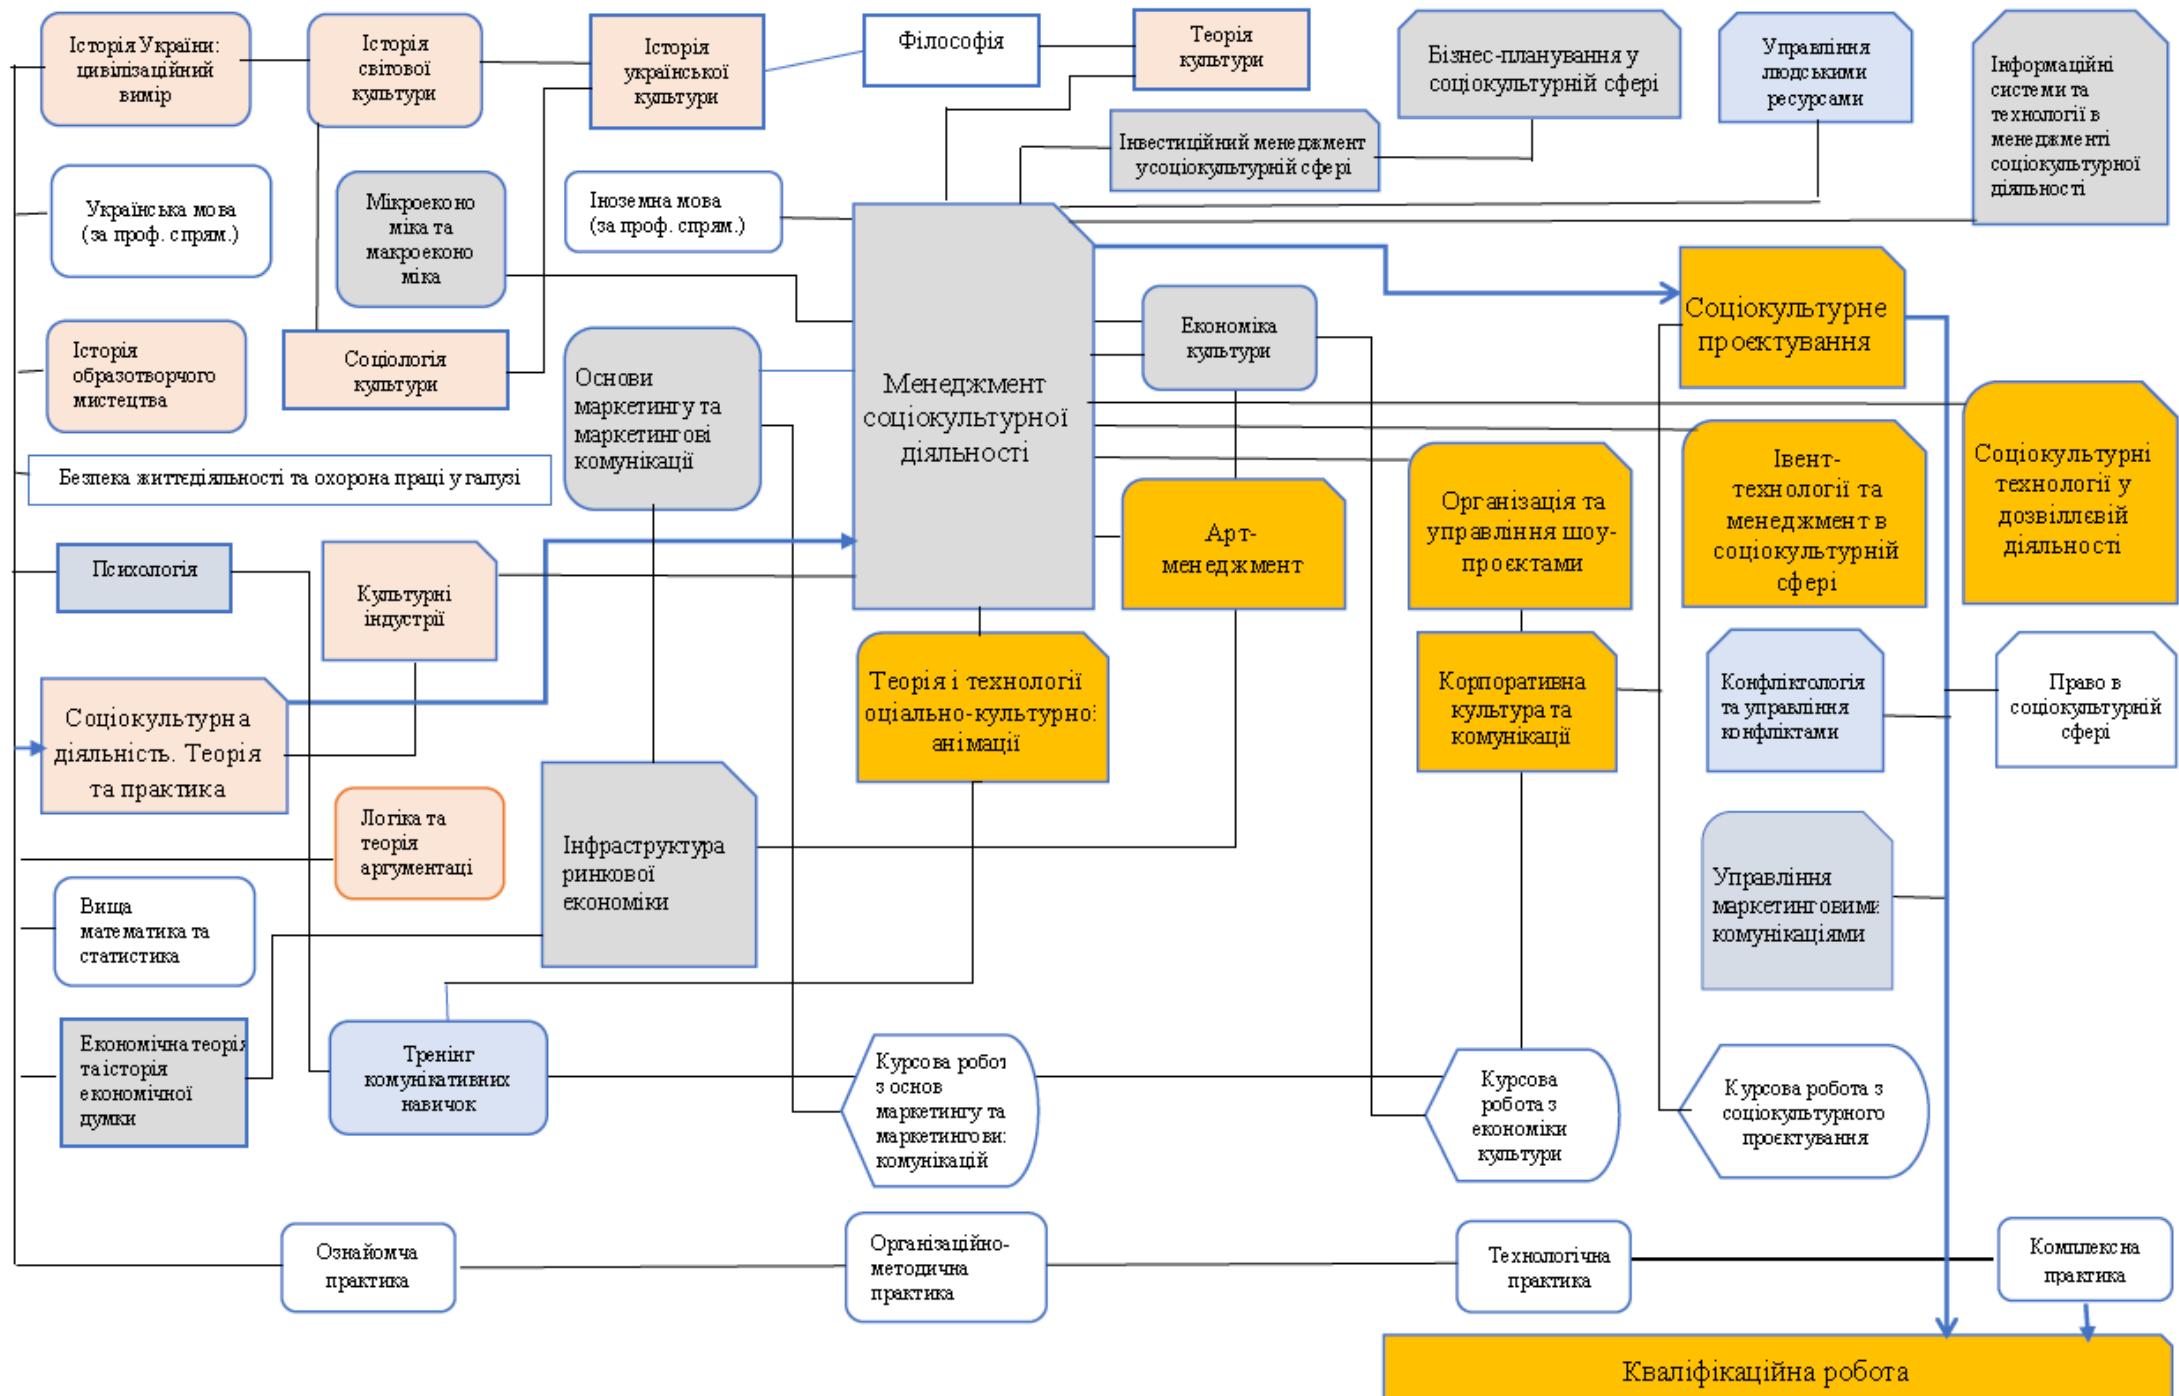 Історія України:
цивілізаційний
вимір
Історія
світової
культури
Історія
української
культури
Філософія
Теорія
культури
Бізнес-планування у
соціокультурній сфері
Управління
людськими
ресурсами
Інформаційні
системи та
технології в
менеджменті
соціокультурної
діяльності
Інвестиційний менеджмент
усоціокультурній сфері
Українська мова
(за проф. спрям.)
Мікроеконо
міка та
макроеконо
міка
Іноземна мова
(за проф. спрям.)
Менеджмент
соціокультурної
діяльності
Економіка
культури
Соціокультурне
проєктування
Історія
образотворчого
мистецтва
Соціологія
культури
Основи
маркетингу та
маркетингові
комунікації
Безпека життєдіяльності та охорона праці у галузі
Арт-
менеджмент
Організація та
управління шоу-
проєктами
Івент-
технології та
менеджмент в
соціокультурній
сфері
Соціокультурні
технології у
дозвіллєвій
діяльності
Психологія
Культурні
індустрії
Соціокультурна
діяльність. Теорія
та практика
Теорія і технології
оціально-культурної
анімації
Корпоративна
культура та
комунікації
Конфліктологія
та управління
конфліктами
Право в
соціокультурній
сфері
Логіка та
теорія
аргументаці
Інфраструктура
ринкової
економіки
Управління
маркетинговими
комунікаціями
Вища
математика та
статистика
Економічна теорія
та історія
економічної
думки
Тренінг
комунікативних
навичок
Курсова робот
з основ
маркетингу та
маркетингови
комунікацій
Курсова
робота з
економіки
культури
Курсова робота з
соціокультурного
проєктування
Ознайомча
практика
Організаційно-
методична
практика
Технологічна
практика
Комплексна
практика
Кваліфікаційна робота